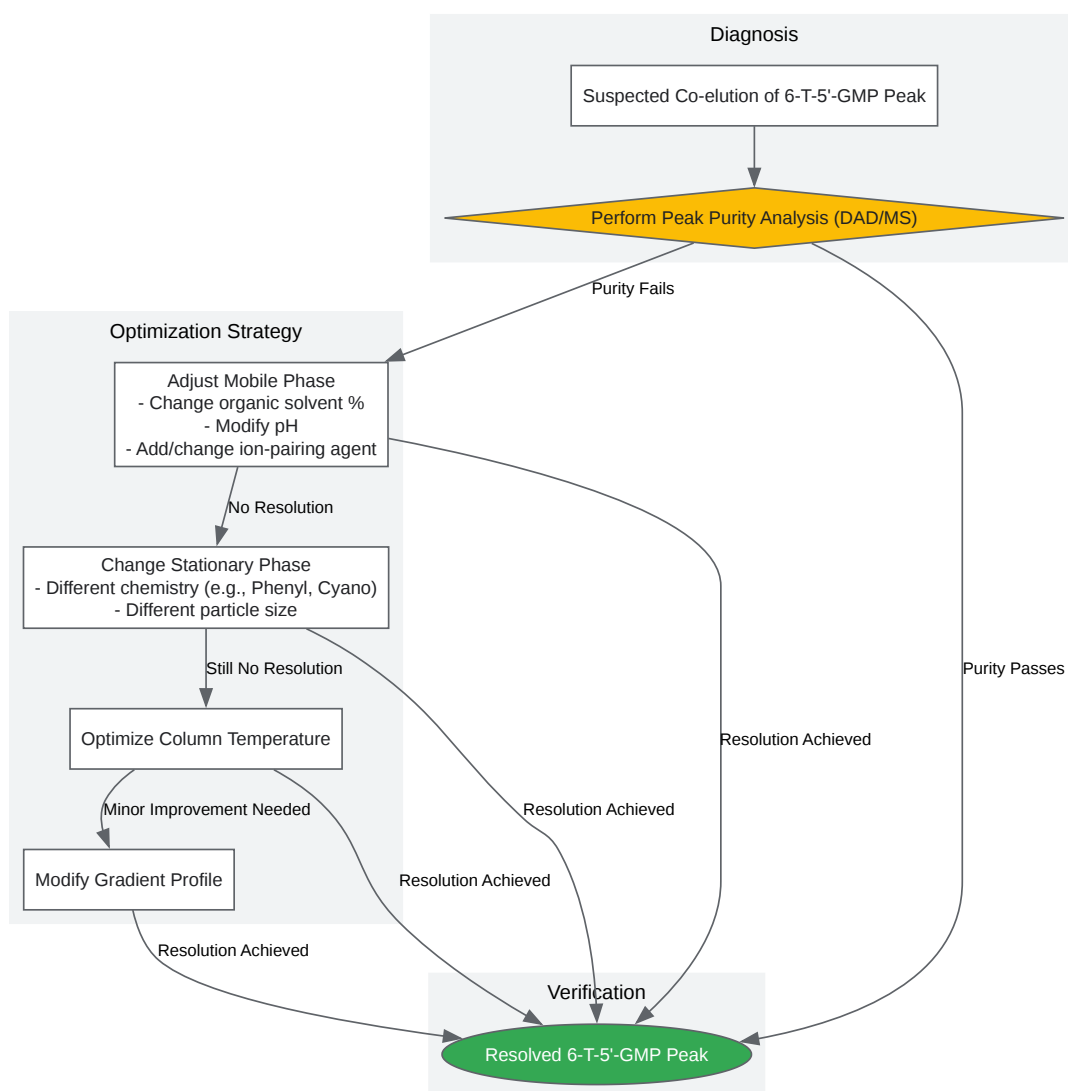 Diagnosis
Suspected Co-elution of 6-T-5'-GMP Peak
Perform Peak Purity Analysis (DAD/MS)
Purity Fails
Optimization Strategy
Adjust Mobile Phase
- Change organic solvent %
- Modify pH
- Add/change ion-pairing agent
No Resolution
Change Stationary Phase
- Different chemistry (e.g., Phenyl, Cyano)
- Different particle size
Still No Resolution
Purity Passes
Optimize Column Temperature
Resolution Achieved
Minor Improvement Needed
Resolution Achieved
Modify Gradient Profile
Resolution Achieved
Resolution Achieved
Verification
Resolved 6-T-5'-GMP Peak